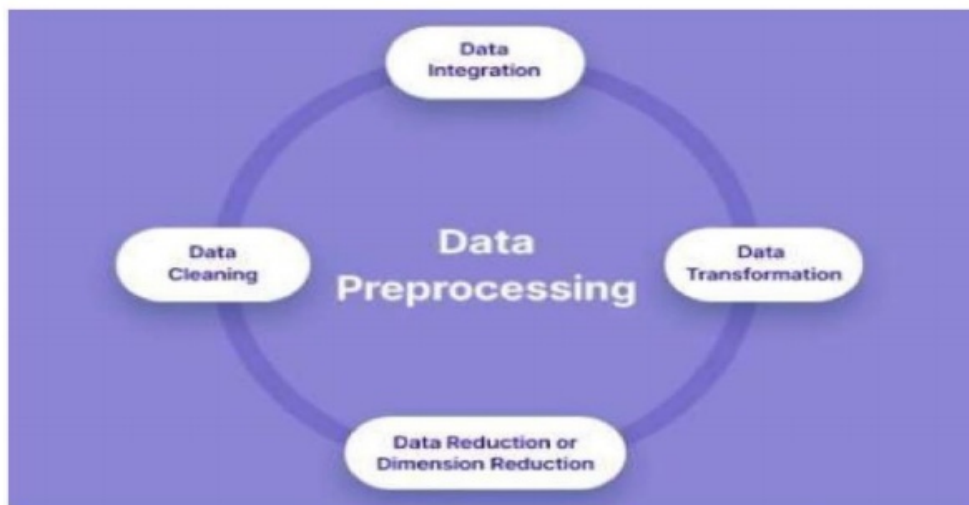 Data
Integration
Data
Cleaning
Data
Preprocessing
Data
Transformation
Data Reduction or
Dimension Reduction